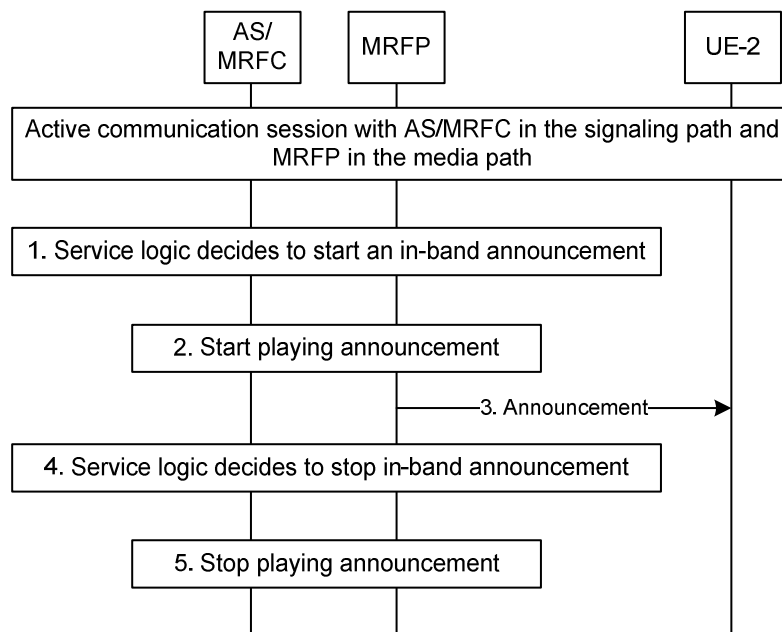 AS/
MRFC
MRFP
UE-2
Active communication session with AS/MRFC in the signaling path and
MRFP in the media path
1. Service logic decides to start an in-band announcement
2. Start playing announcement
3. Announcement
4. Service logic decides to stop in-band announcement
5. Stop playing announcement